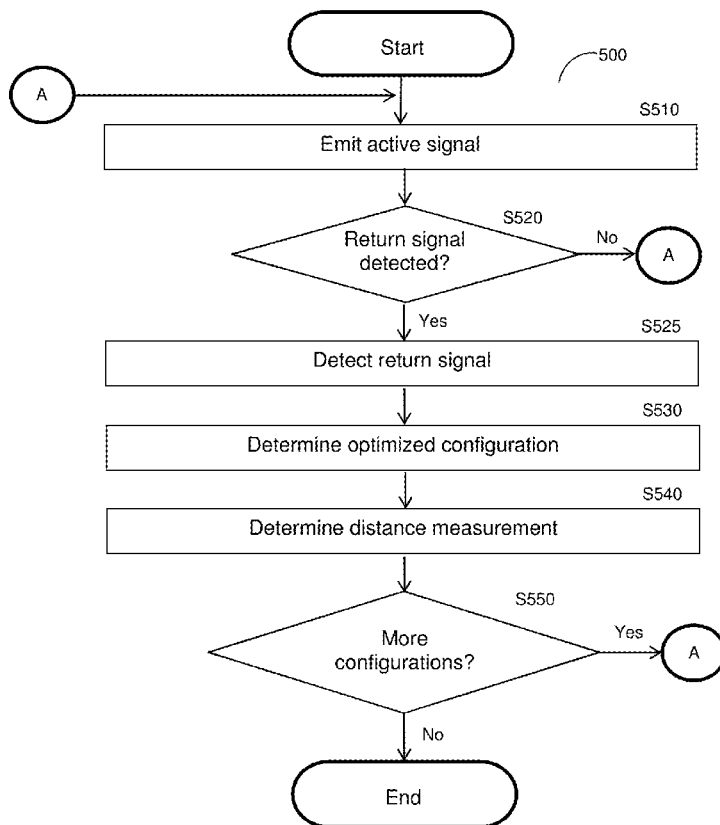 Start
500
A
S510
Emit active signal
S520
Return signal
detected?
No
A
Yes
S525
Detect return signal
S530
Determine optimized configuration
S540
Determine distance measurement
S550
More
configurations?
Yes
A
No
End